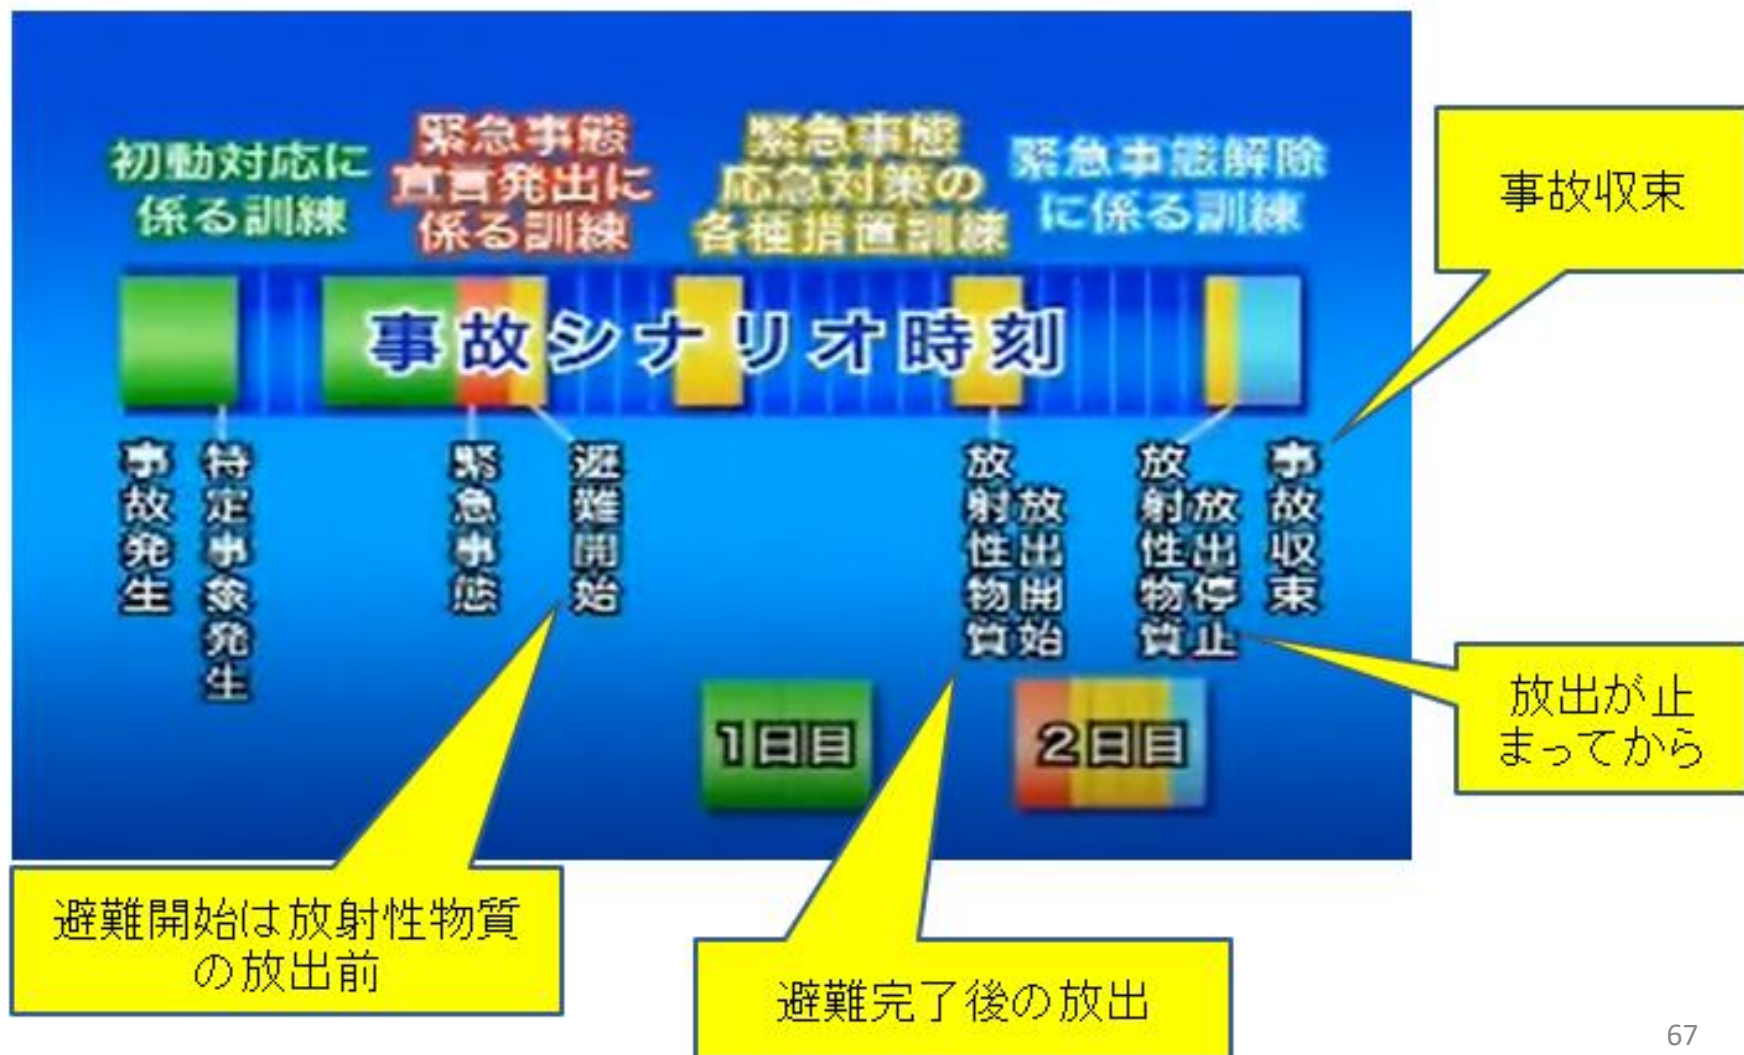 初動対応に
係る訓練
緊急事態
宣言発出に
係る訓練
緊急事態
応急対策の
各種措置訓練
緊急事態解除
に係る訓練
事故収束
事故シナリオ時刻
事故発生
特定事象発生
緊急事態
避難開始
放射性物質
放出開始
放射性物質
放出停止
事故収束
放出が止
まってから
1日目
2日目
避難開始は放射性物質
の放出前
避難完了後の放出
67